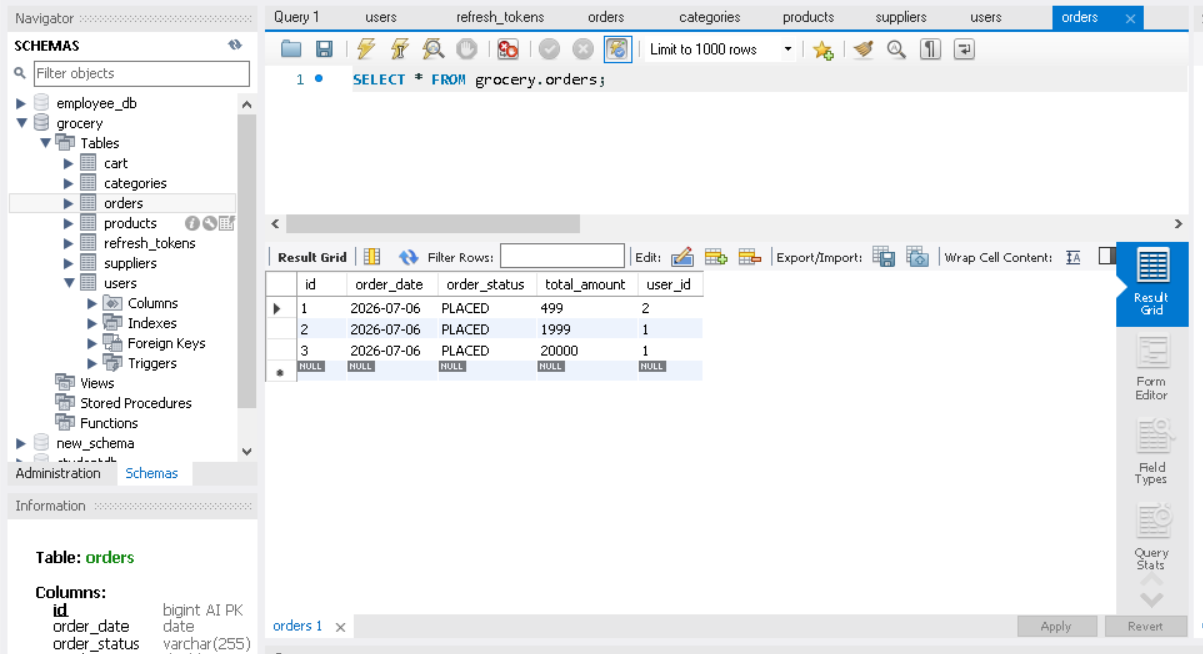 Navigator
SCHEMAS
Filter objects
employee_db
grocery
Tables
cart
categories
orders
products
refresh_tokens
suppliers
users
Columns
Indexes
Foreign Keys
Triggers
Views
Stored Procedures
Functions
new_schema
Administration Schemas
Information
Table: orders
Columns:
id bigint AI PK
order_date date
order_status varchar(255)
Query 1 users refresh_tokens orders categories products suppliers users orders
Limit to 1000 rows
1 SELECT * FROM grocery.orders;
Result Grid Filter Rows: Edit: Export/Import: Wrap Cell Content:
id order_date order_status total_amount user_id
1 2026-07-06 PLACED 499 2
2 2026-07-06 PLACED 1999 1
3 2026-07-06 PLACED 20000 1
NULL NULL NULL NULL NULL
Result
Grid
Form
Editor
Field
Types
Query
Stats
orders 1 Apply Revert